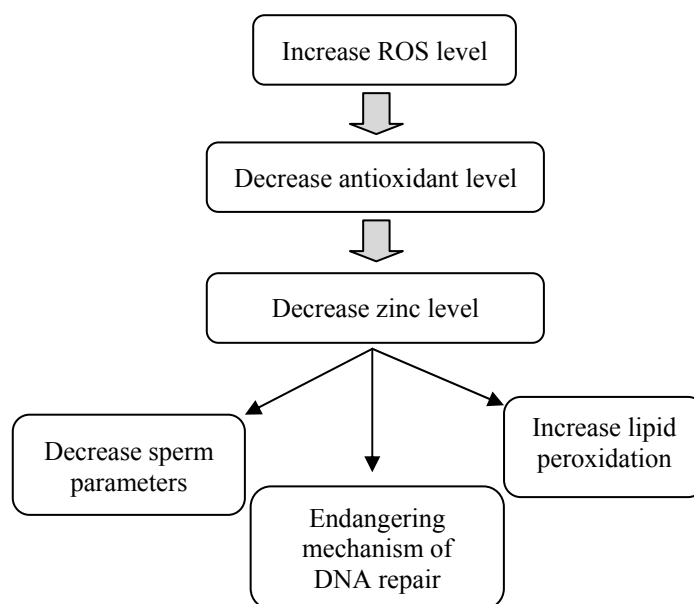 Increase ROS level
Decrease antioxidant level
Decrease zinc level
Decrease sperm
parameters
Endangering
mechanism of
DNA repair
Increase lipid
peroxidation